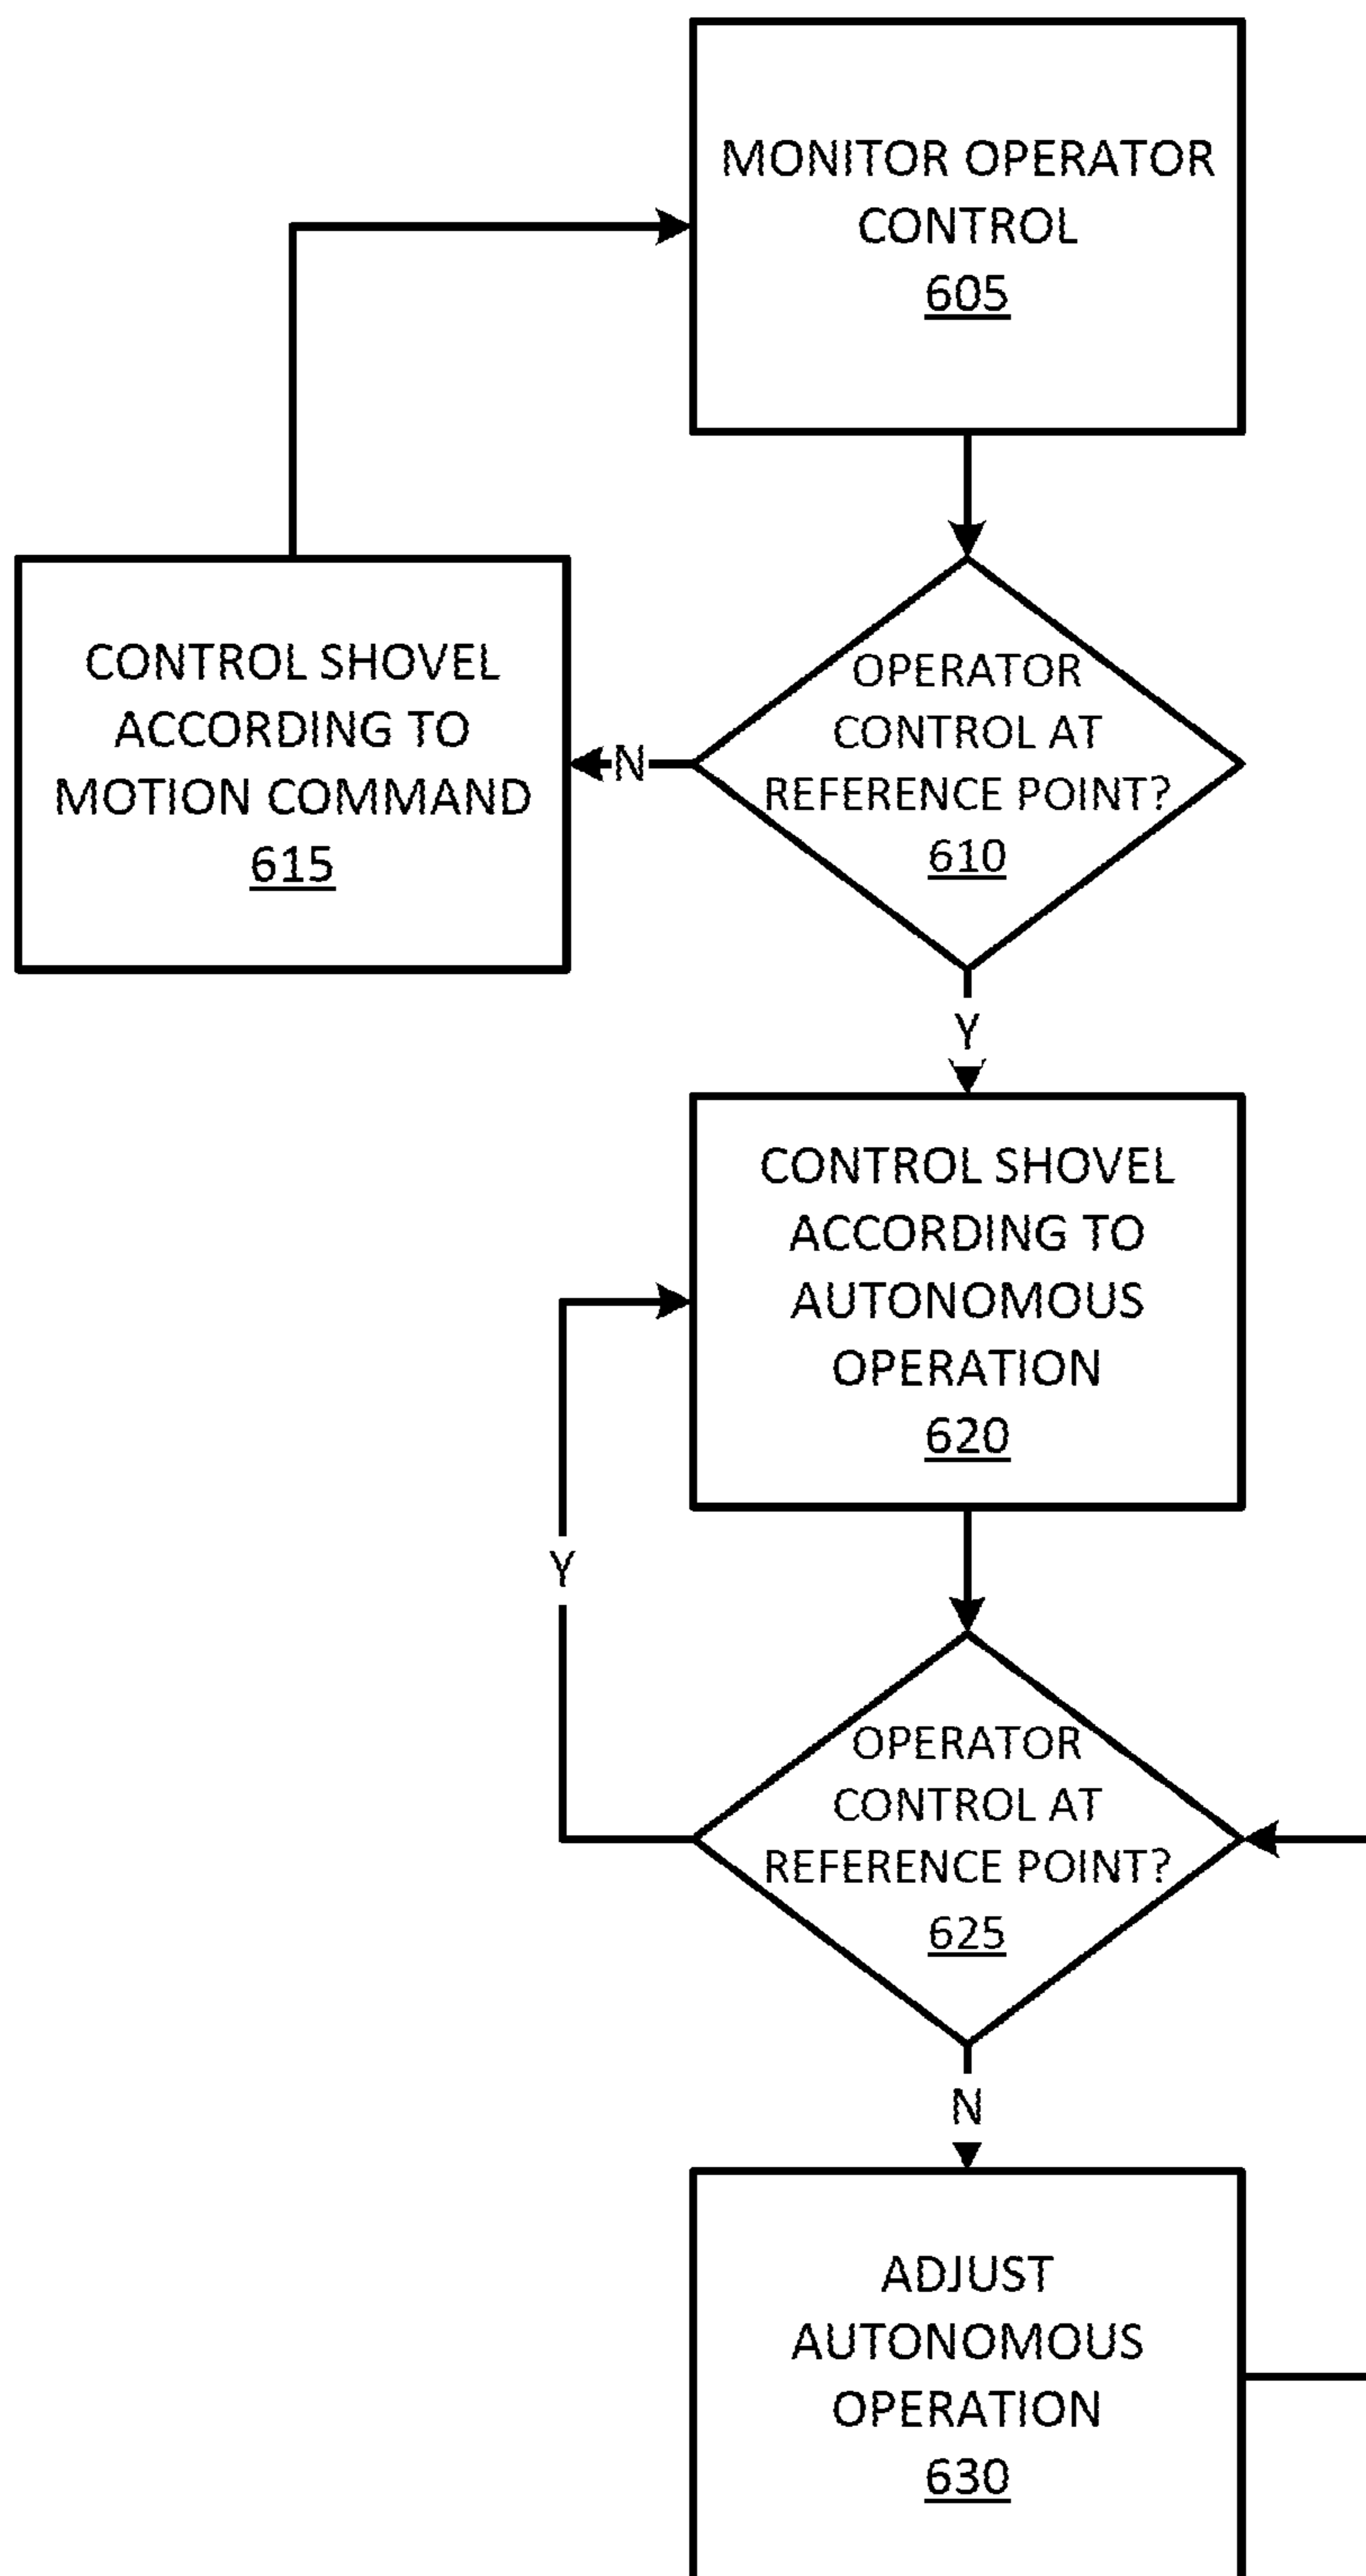 MONITOR OPERATOR
CONTROL
605
OPERATOR
CONTROL AT
REFERENCE POINT?
610
N
CONTROL SHOVEL
ACCORDING TO
MOTION COMMAND
615
Y
CONTROL SHOVEL
ACCORDING TO
AUTONOMOUS
OPERATION
620
Y
OPERATOR
CONTROL AT
REFERENCE POINT?
625
N
ADJUST
AUTONOMOUS
OPERATION
630